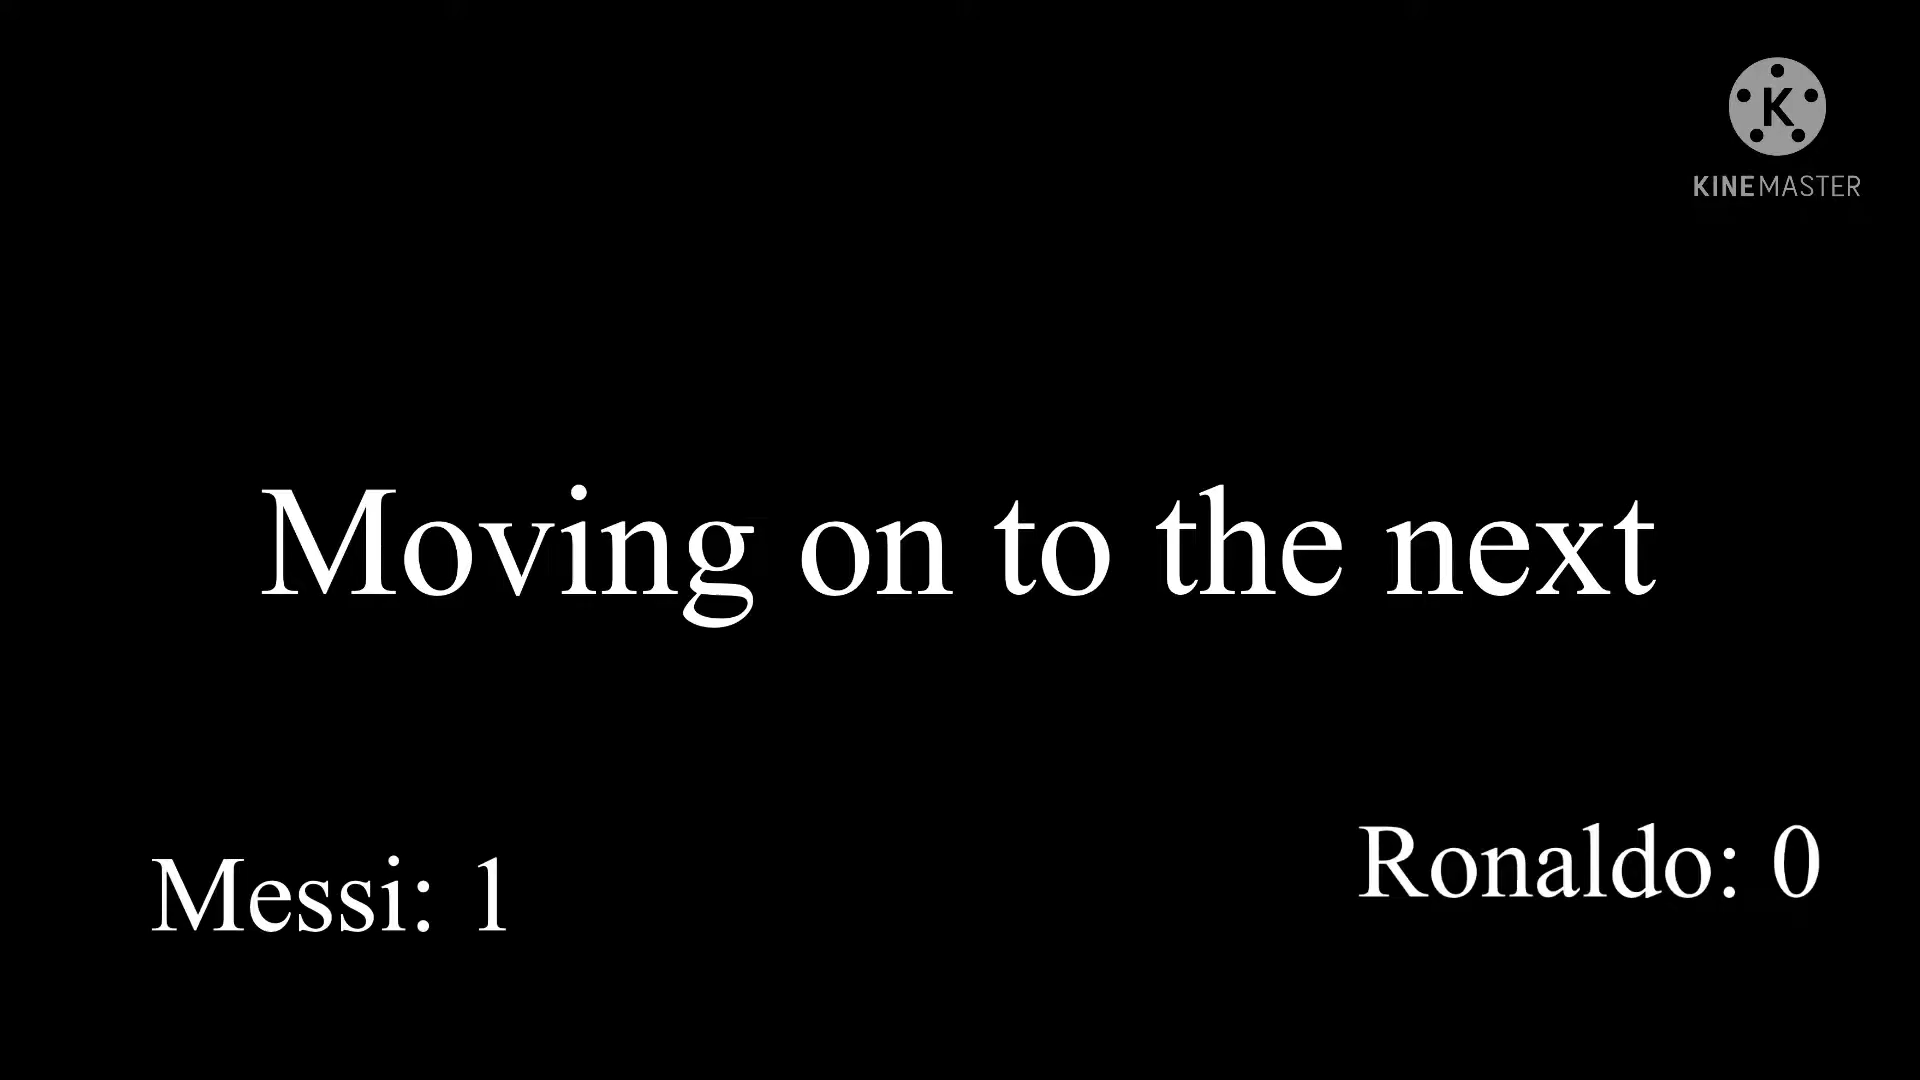 K
KINEMASTER
Moving on to the next
Messi: 1
Ronaldo: 0